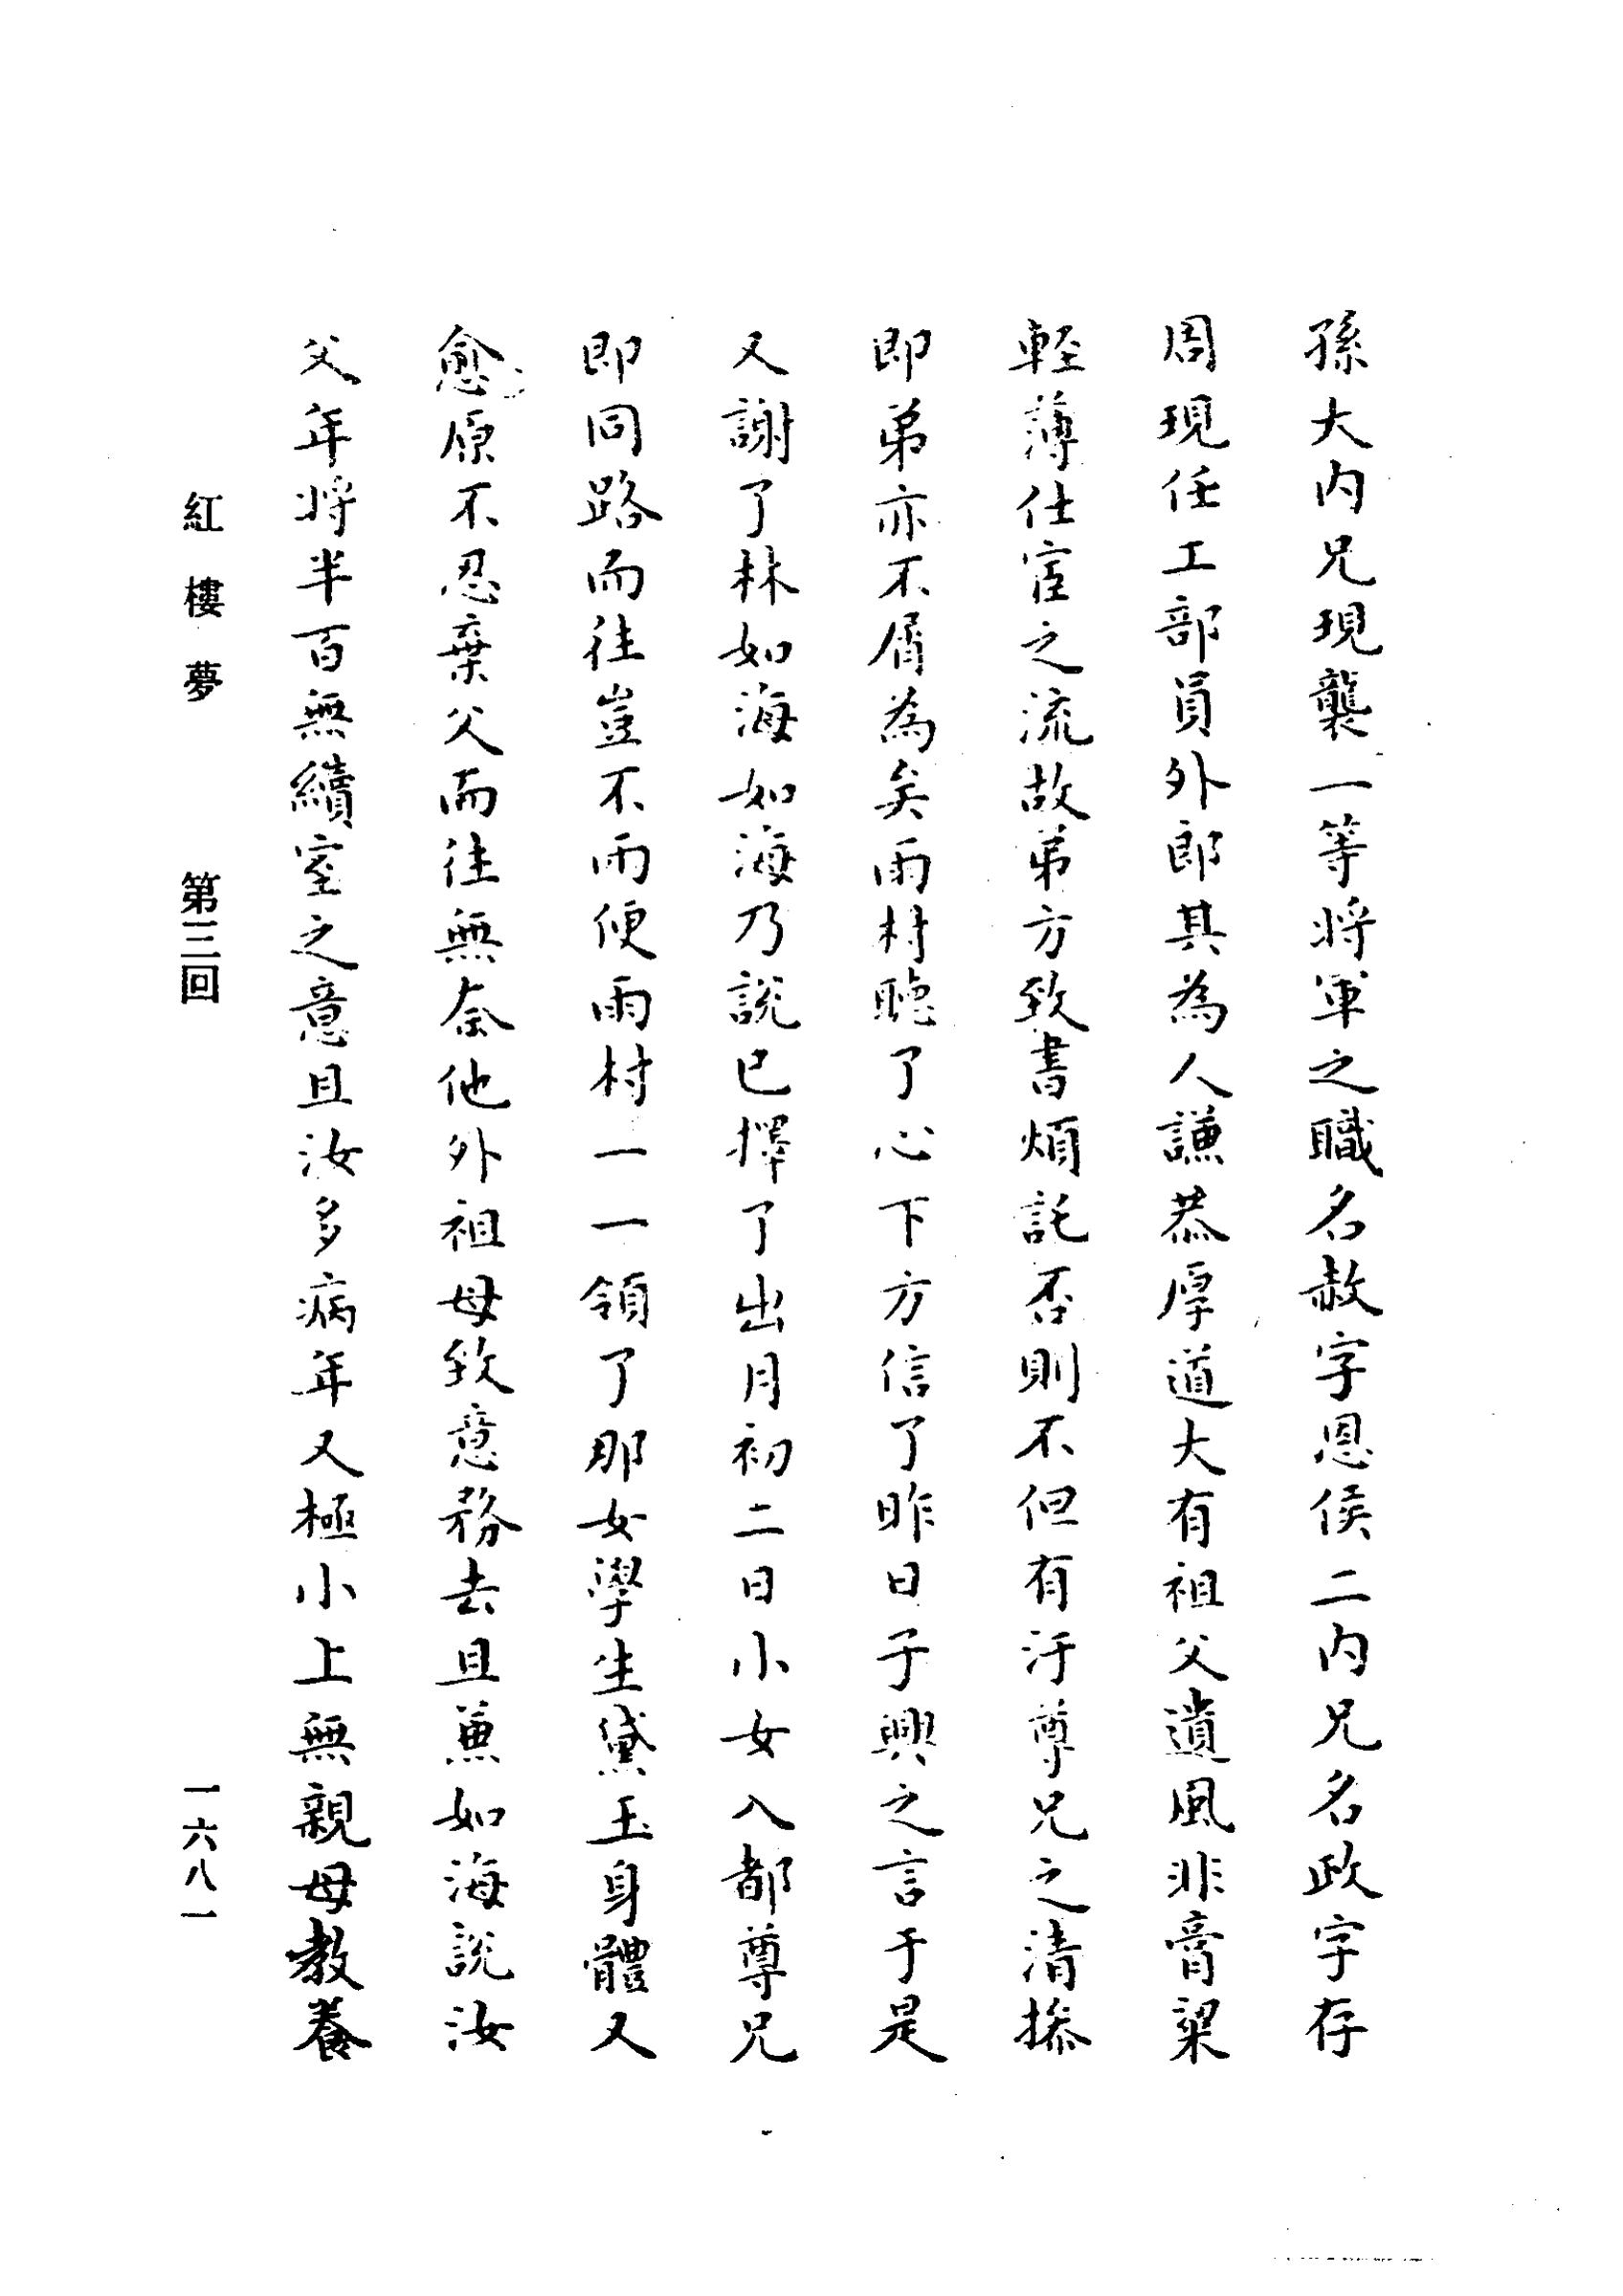 孫大内兄現襲一等将軍之職名赦字恩侯二内兄名政字存
周現任工部員外郎其為人謙恭厚道大有祖父遺風非膏粱
軽薄仕宦之流故弟方致書煩託否則不但有汙尊兄之清摻
即弟亦不屑為矣雨村聴了心下方信了昨日子興之言于是
又謝了林如海如海乃説已擇了出月初二日小女入都尊兄
即同路而往豈不雨便雨村一一領了那女學生黛玉身體又
愈原不忍棄父而往無奈他外祖母致意務去且兼如海説汝
父年将半百無續室之意且汝多病年又極小上無親母教養
紅樓夢 第三回 一六八一